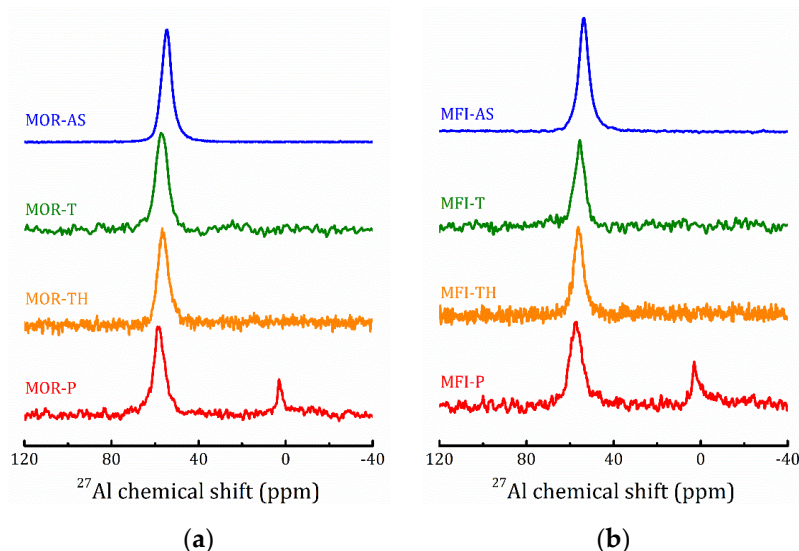 MOR-AS
MOR-T
MOR-TH
MOR-P
120 80 40 0 -40
²⁷Al chemical shift (ppm)
(a)
MFI-AS
MFI-T
MFI-TH
MFI-P
120 80 40 0 -40
²⁷Al chemical shift (ppm)
(b)